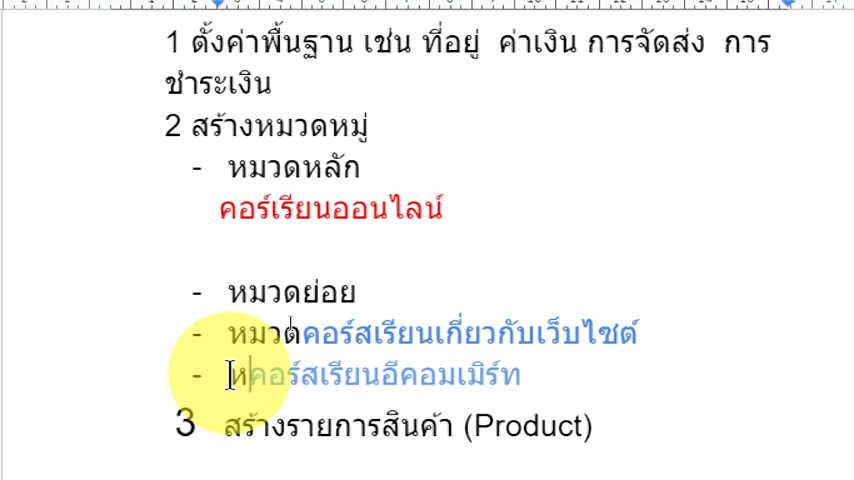 1 ตั้งค่าพื้นฐาน เช่น ที่อยู่  ค่าเงิน การจัดส่ง  การ
ชำระเงิน
2 สร้างหมวดหมู่
- หมวดหลัก
คอร์เรียนออนไลน์
- หมวดย่อย
- หมวดคอร์สเรียนเกี่ยวกับเว็บไซต์
- หคอร์สเรียนอีคอมเมิร์ท
3 สร้างรายการสินค้า (Product)